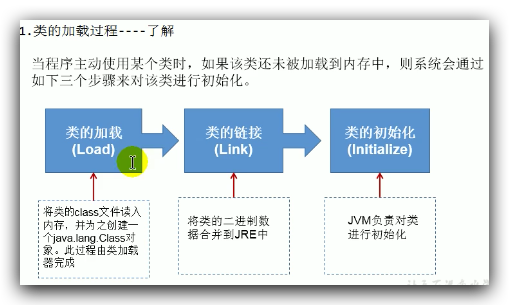 1.类的加载过程----了解
当程序主动使用某个类时，如果该类还未被加载到内存中，则系统会通过
如下三个步骤来对该类进行初始化。
类的加载
(Load)
类的链接
(Link)
类的初始化
(Initialize)
将类的class文件读入
内存，并为之创建一
个java.lang.Class对
象。此过程由类加载
器完成
将类的二进制数
据合并到JRE中
JVM负责对类
进行初始化